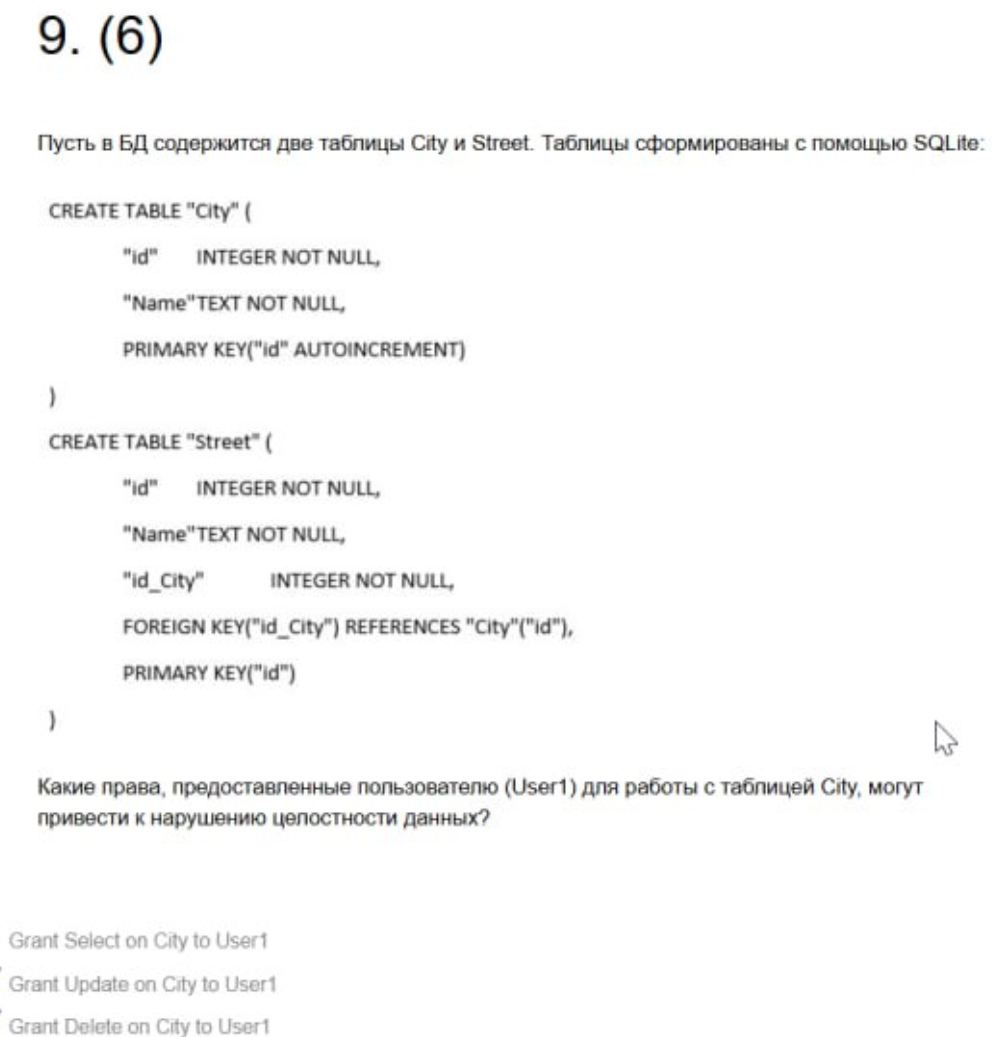 9. (6)
Пусть в БД содержится две таблицы City и Street. Таблицы сформированы с помощью SQLite:
CREATE TABLE "City" (
"id" INTEGER NOT NULL,
"Name"TEXT NOT NULL,
PRIMARY KEY("id" AUTOINCREMENT)
)
CREATE TABLE "Street" (
"id" INTEGER NOT NULL,
"Name"TEXT NOT NULL,
"id_City" INTEGER NOT NULL,
FOREIGN KEY("id_City") REFERENCES "City"("id"),
PRIMARY KEY("id")
)
Какие права, предоставленные пользователю (User1) для работы с таблицей City, могут
привести к нарушению целостности данных?
Grant Select on City to User1
Grant Update on City to User1
Grant Delete on City to User1